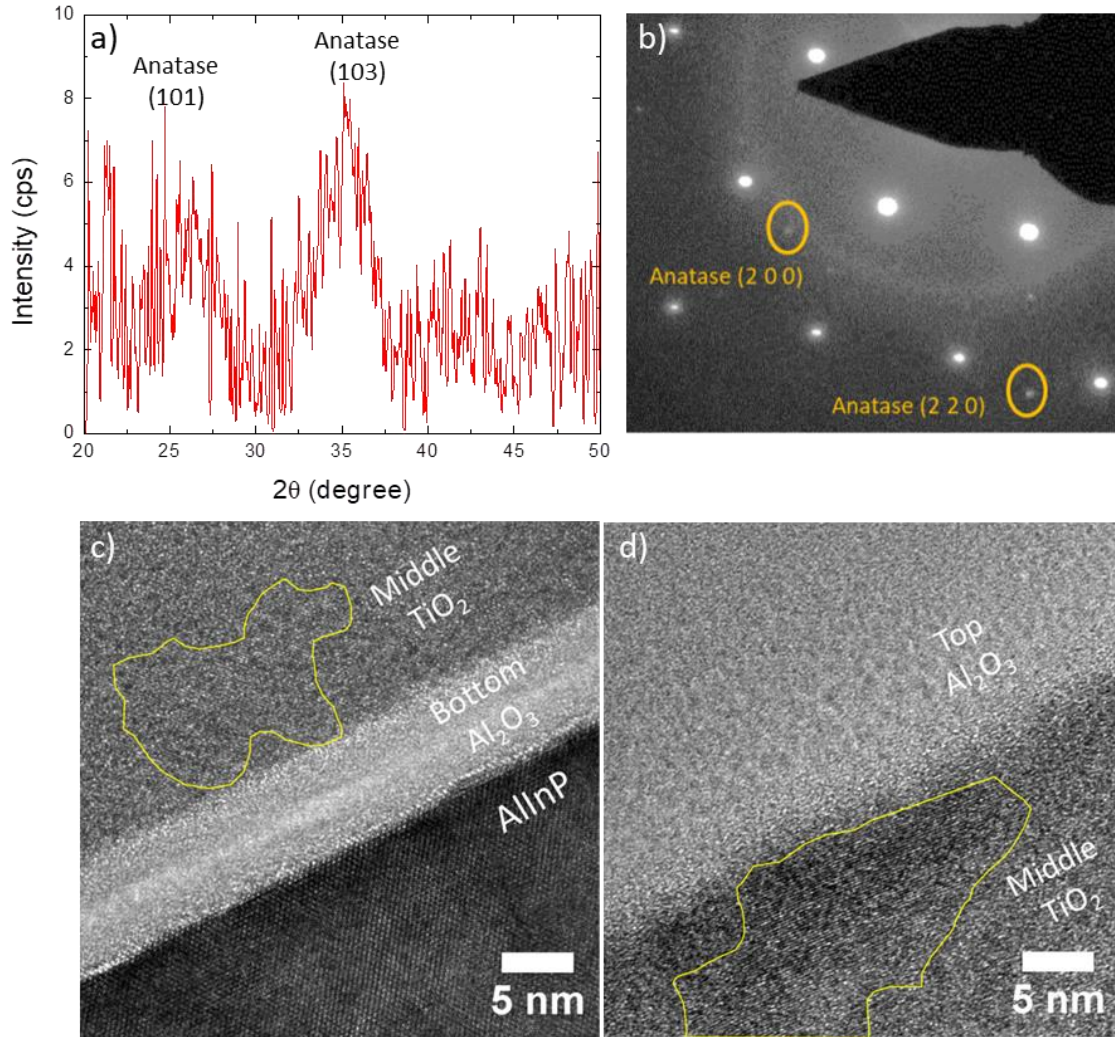 a)
Anatase
(101)
Anatase
(103)
10
8
6
4
2
0
Intensity (cps)
20 25 30 35 40 45 50
2θ (degree)
b)
Anatase (2 0 0)
Anatase (2 2 0)
c)
Middle
TiO₂
Bottom
Al₂O₃
AlInP
5 nm
d)
Top
Al₂O₃
Middle
TiO₂
5 nm